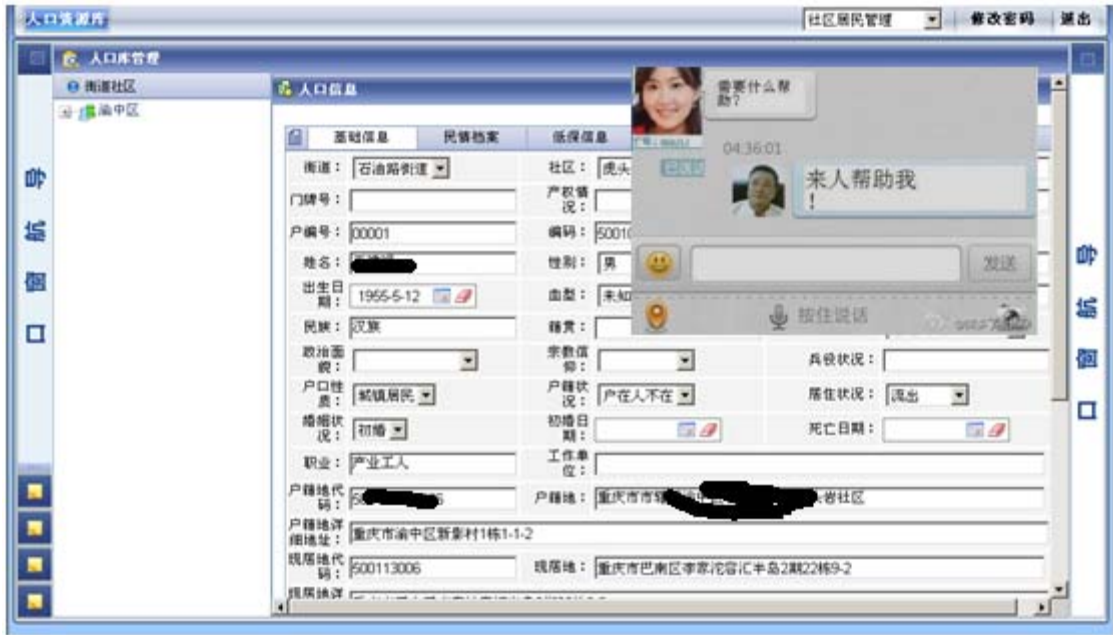 人口资源库
社区居民管理
修改密码
退出
人口库管理
街道社区
渝中区
导航窗口
人口信息
基础信息
民情档案
低保信息
街道：
石油路街道
社区：
虎头
门牌号：
产权情况：
户编号：
00001
编码：
50010
姓名：
性别：
男
出生日期：
1955-5-12
血型：
未知
民族：
汉族
籍贯：
政治面貌：
宗教信仰：
兵役状况：
户口性质：
城镇居民
户籍状况：
户在人不在
居住状况：
流出
婚姻状况：
初婚
初婚日期：
死亡日期：
职业：
产业工人
工作单位：
户籍地代码：
户籍地：
重庆市市辖
岩社区
户籍地详细地址：
重庆市渝中区新影村1栋1-1-2
现居地代码：
500113006
现居地：
重庆市巴南区李家沱容汇半岛2期22栋9-2
现居地详
需要什么帮助？
04:36:01
来人帮助我！
发送
按住说话
导航窗口